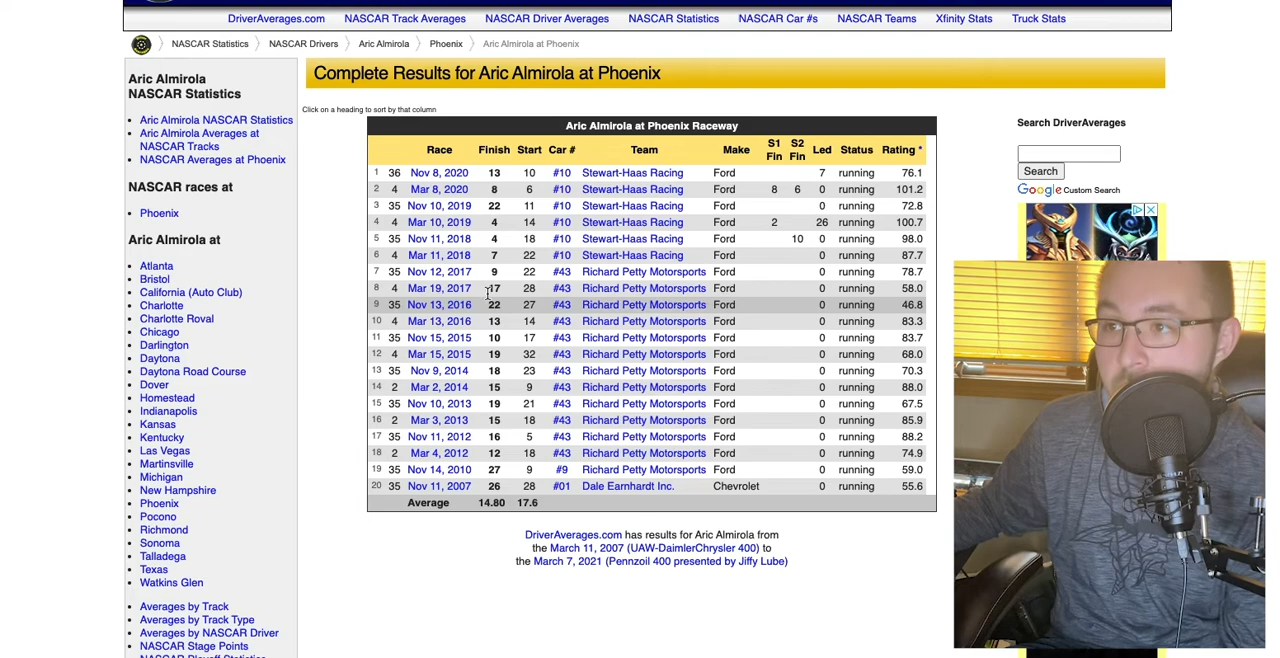 DriverAverages.com NASCAR Track Averages NASCAR Driver Averages NASCAR Statistics NASCAR Car #s NASCAR Teams Xfinity Stats Truck Stats
NASCAR Statistics NASCAR Drivers Aric Almirola Phoenix Aric Almirola at Phoenix
Aric Almirola
NASCAR Statistics
Aric Almirola NASCAR Statistics
Aric Almirola Averages at
NASCAR Tracks
NASCAR Averages at Phoenix
NASCAR races at
Phoenix
Aric Almirola at
Atlanta
Bristol
California (Auto Club)
Charlotte
Charlotte Roval
Chicago
Darlington
Daytona
Daytona Road Course
Dover
Homestead
Indianapolis
Kansas
Kentucky
Las Vegas
Martinsville
Michigan
New Hampshire
Phoenix
Pocono
Richmond
Sonoma
Talladega
Texas
Watkins Glen
Averages by Track
Averages by Track Type
Averages by NASCAR Driver
NASCAR Stage Points
NASCAR Playoff Statistics
Complete Results for Aric Almirola at Phoenix
Click on a heading to sort by that column
Aric Almirola at Phoenix Raceway
Race Finish Start Car # Team Make S1 Fin S2 Fin Led Status Rating *
1 36 Nov 8, 2020 13 10 #10 Stewart-Haas Racing Ford 7 running 76.1
2 4 Mar 8, 2020 8 6 #10 Stewart-Haas Racing Ford 8 6 0 running 101.2
3 35 Nov 10, 2019 22 11 #10 Stewart-Haas Racing Ford 0 running 72.8
4 4 Mar 10, 2019 4 14 #10 Stewart-Haas Racing Ford 2 26 running 100.7
5 35 Nov 11, 2018 4 18 #10 Stewart-Haas Racing Ford 10 0 running 98.0
6 4 Mar 11, 2018 7 22 #10 Stewart-Haas Racing Ford 0 running 87.7
7 35 Nov 12, 2017 9 22 #43 Richard Petty Motorsports Ford 0 running 78.7
8 4 Mar 19, 2017 17 28 #43 Richard Petty Motorsports Ford 0 running 58.0
9 35 Nov 13, 2016 22 27 #43 Richard Petty Motorsports Ford 0 running 46.8
10 4 Mar 13, 2016 13 14 #43 Richard Petty Motorsports Ford 0 running 83.3
11 35 Nov 15, 2015 10 17 #43 Richard Petty Motorsports Ford 0 running 83.7
12 4 Mar 15, 2015 19 32 #43 Richard Petty Motorsports Ford 0 running 68.0
13 35 Nov 9, 2014 18 23 #43 Richard Petty Motorsports Ford 0 running 70.3
14 2 Mar 2, 2014 15 9 #43 Richard Petty Motorsports Ford 0 running 88.0
15 35 Nov 10, 2013 19 21 #43 Richard Petty Motorsports Ford 0 running 67.5
16 2 Mar 3, 2013 15 18 #43 Richard Petty Motorsports Ford 0 running 85.9
17 35 Nov 11, 2012 16 5 #43 Richard Petty Motorsports Ford 0 running 88.2
18 2 Mar 4, 2012 12 18 #43 Richard Petty Motorsports Ford 0 running 74.9
19 35 Nov 14, 2010 27 9 #9 Richard Petty Motorsports Ford 0 running 59.0
20 35 Nov 11, 2007 26 28 #01 Dale Earnhardt Inc. Chevrolet 0 running 55.6
Average 14.80 17.6
DriverAverages.com has results for Aric Almirola from
the March 11, 2007 (UAW-DaimlerChrysler 400) to
the March 7, 2021 (Pennzoil 400 presented by Jiffy Lube)
Search DriverAverages
Search
Google Custom Search